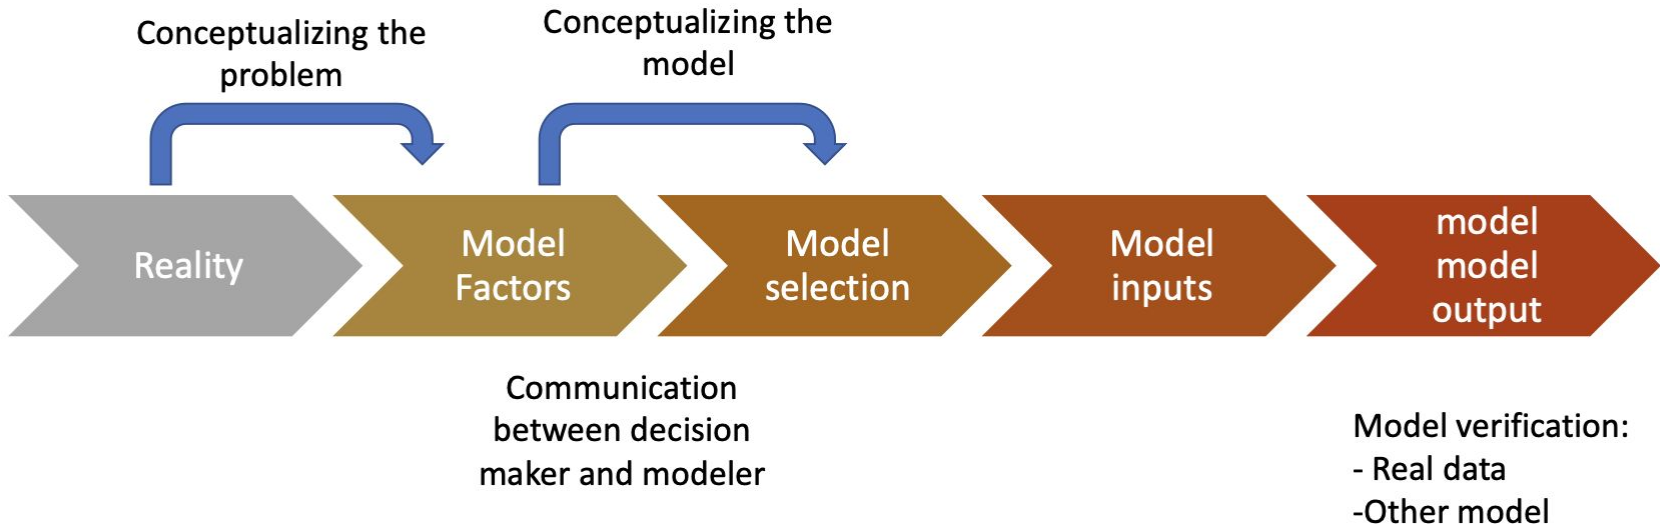 Conceptualizing the
problem
Conceptualizing the
model
Reality
Model
Factors
Model
selection
Model
inputs
model
model
output
Communication
between decision
maker and modeler
Model verification:
- Real data
-Other model